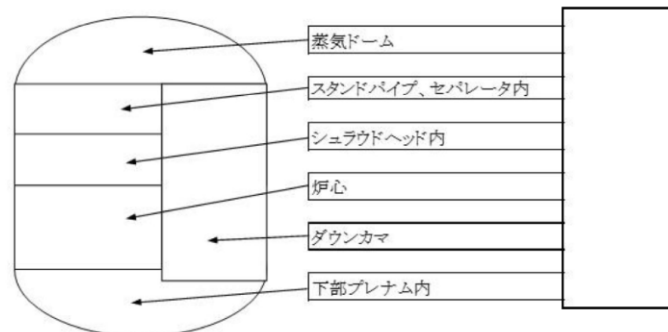 蒸気ドーム
スタンドパイプ、セパレータ内
シュラウドヘッド内
炉心
ダウンカマ
下部プレナム内